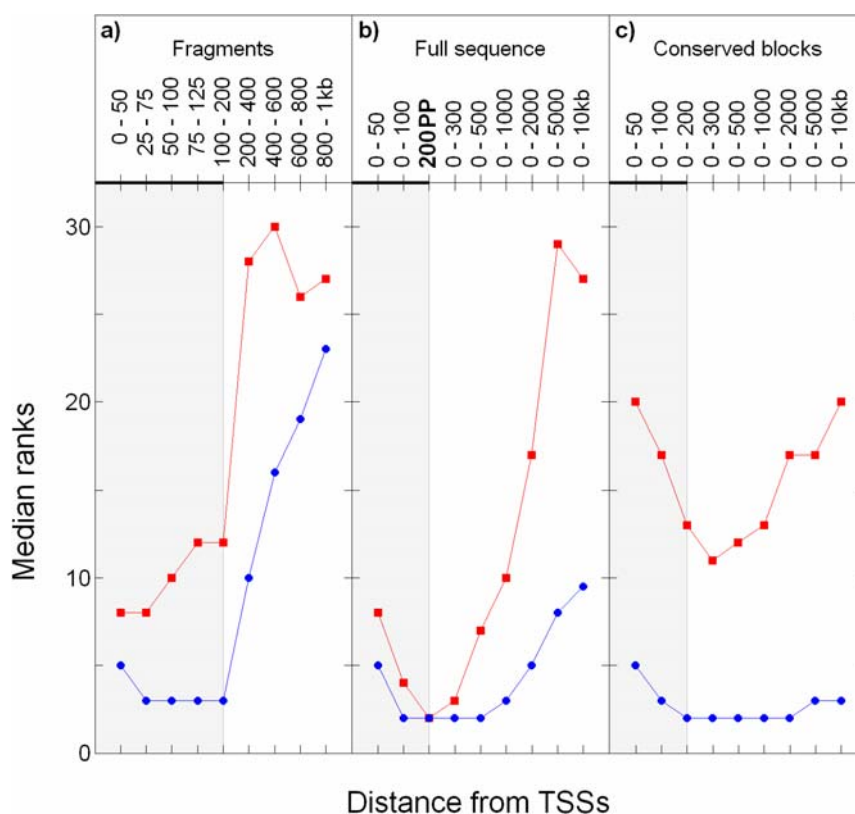 a)
Fragments
0 - 50
25 - 75
50 - 100
75 - 125
100 - 200
200 - 400
400 - 600
600 - 800
800 - 1kb
b)
Full sequence
0 - 50
0 - 100
200PP
0 - 300
0 - 500
0 - 1000
0 - 2000
0 - 5000
0 - 10kb
c)
Conserved blocks
0 - 50
0 - 100
0 - 200
0 - 300
0 - 500
0 - 1000
0 - 2000
0 - 5000
0 - 10kb
30
20
10
0
Median ranks
Distance from TSSs